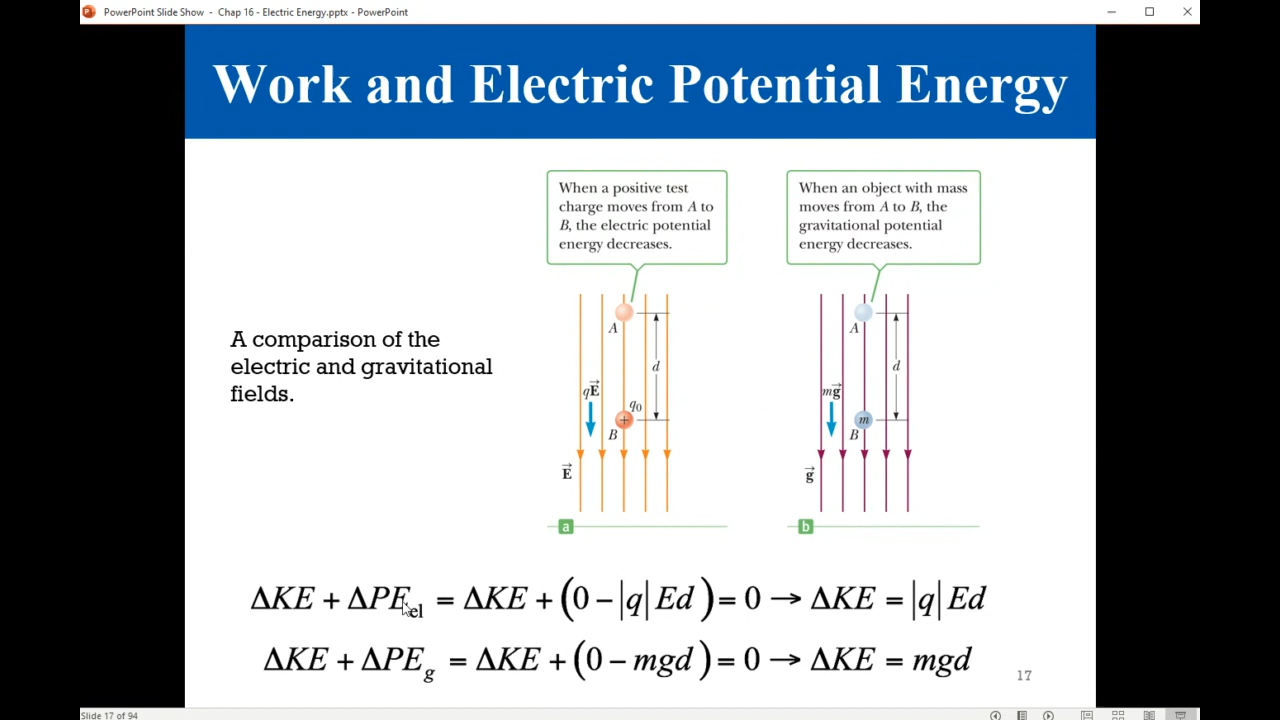 PowerPoint Slide Show - Chap 16 - Electric Energy.pptx - PowerPoint
Work and Electric Potential Energy
When a positive test
charge moves from A to
B, the electric potential
energy decreases.
When an object with mass
moves from A to B, the
gravitational potential
energy decreases.
A comparison of the
electric and gravitational
fields.
A
d
qE⃗
q₀
+
B
E⃗
a
A
d
mg⃗
m
B
g⃗
b
ΔKE + ΔPE_el = ΔKE + (0 − |q| Ed) = 0 → ΔKE = |q| Ed
ΔKE + ΔPE_g = ΔKE + (0 − mgd) = 0 → ΔKE = mgd
17
Slide 17 of 94